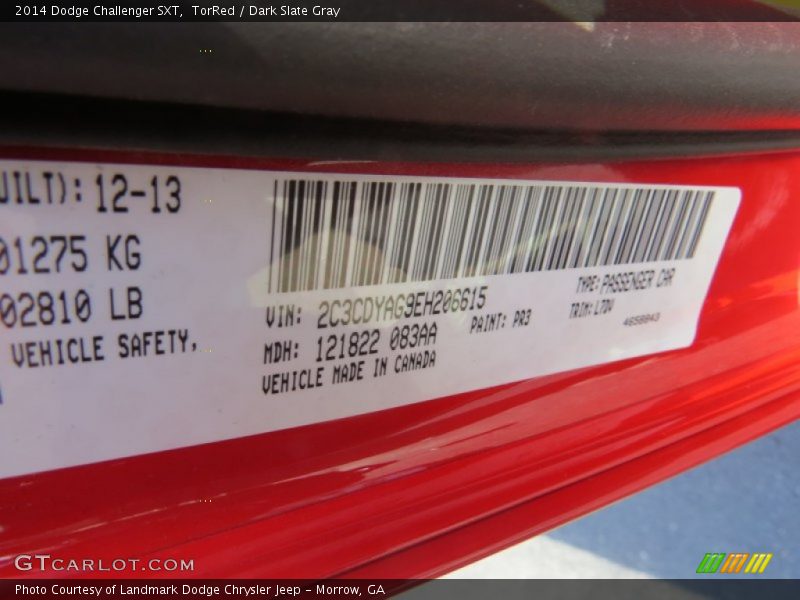 2014 Dodge Challenger SXT, TorRed / Dark Slate Gray
UILT): 12-13
01275 KG
02810 LB
VEHICLE SAFETY,
VIN: 2C3CDYAG9EH206615
TYPE: PASSENGER CAR
MDH: 121822 083AA
PAINT: PR3
TRIM: L7DV
VEHICLE MADE IN CANADA
GTCARLOT.COM
Photo Courtesy of Landmark Dodge Chrysler Jeep - Morrow, GA